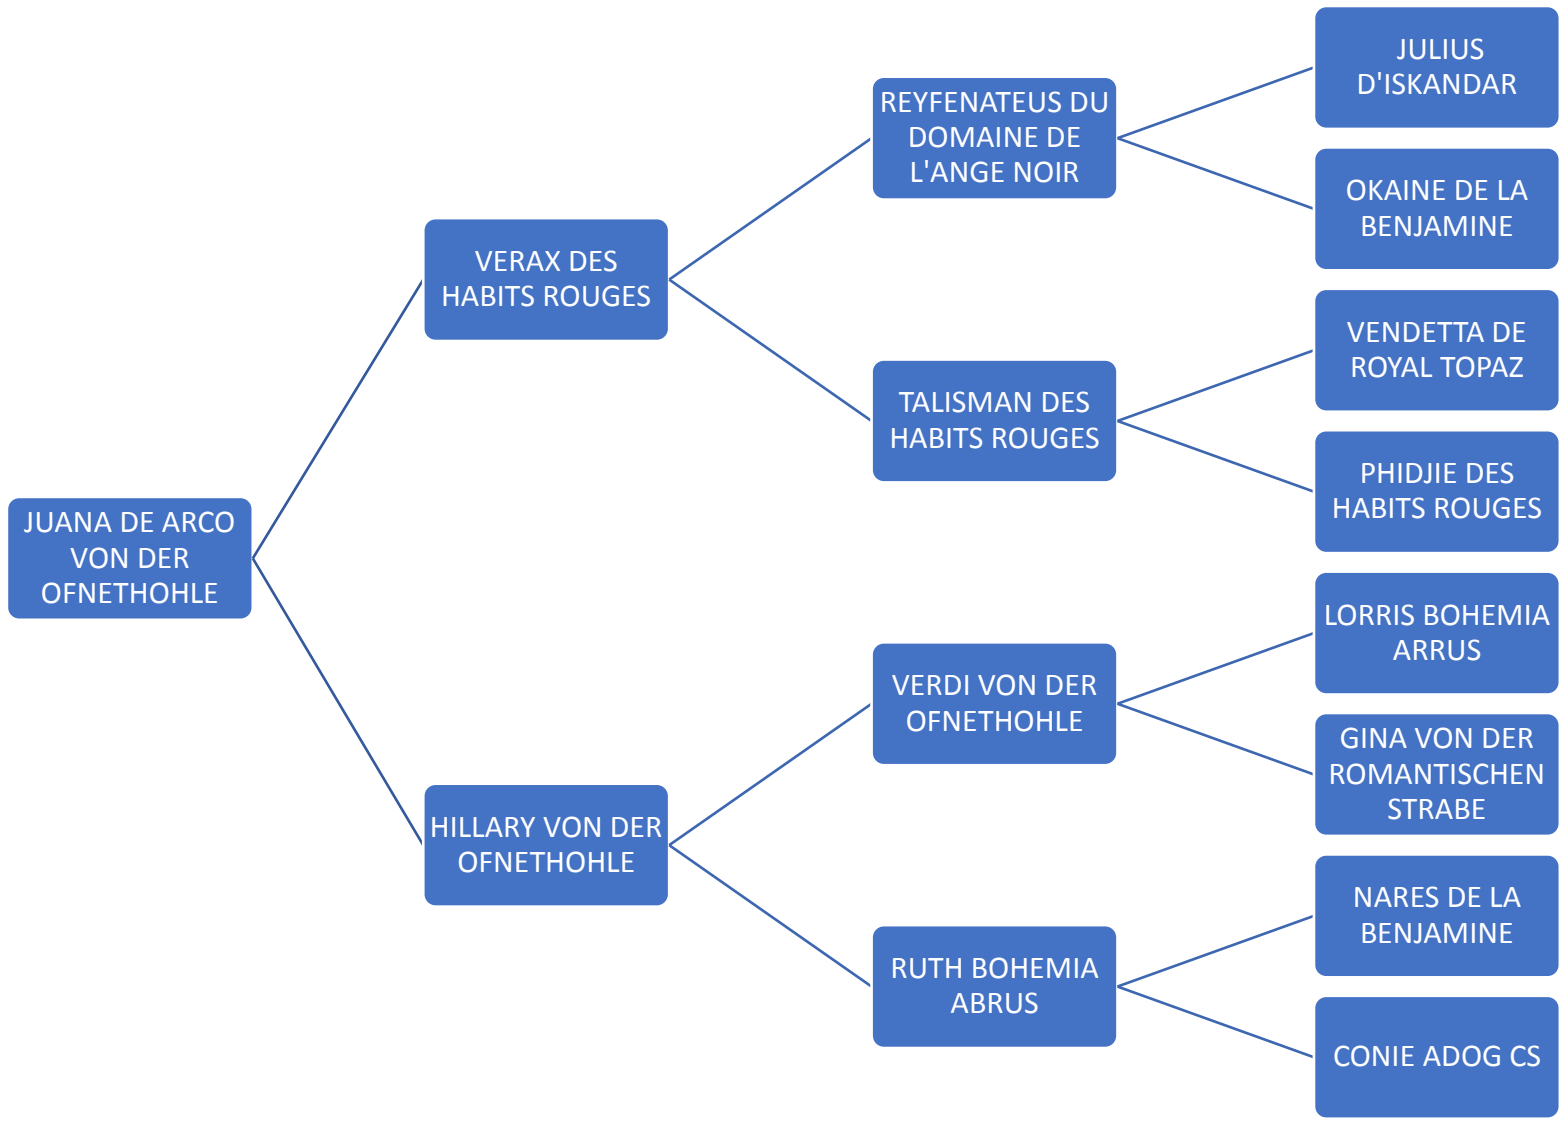 JUANA DE ARCO
VON DER
OFNETHOHLE
VERAX DES
HABITS ROUGES
HILLARY VON DER
OFNETHOHLE
REYFENATEUS DU
DOMAINE DE
L'ANGE NOIR
TALISMAN DES
HABITS ROUGES
VERDI VON DER
OFNETHOHLE
RUTH BOHEMIA
ABRUS
JULIUS
D'ISKANDAR
OKAINE DE LA
BENJAMINE
VENDETTA DE
ROYAL TOPAZ
PHIDJIE DES
HABITS ROUGES
LORRIS BOHEMIA
ARRUS
GINA VON DER
ROMANTISCHEN
STRABE
NARES DE LA
BENJAMINE
CONIE ADOG CS